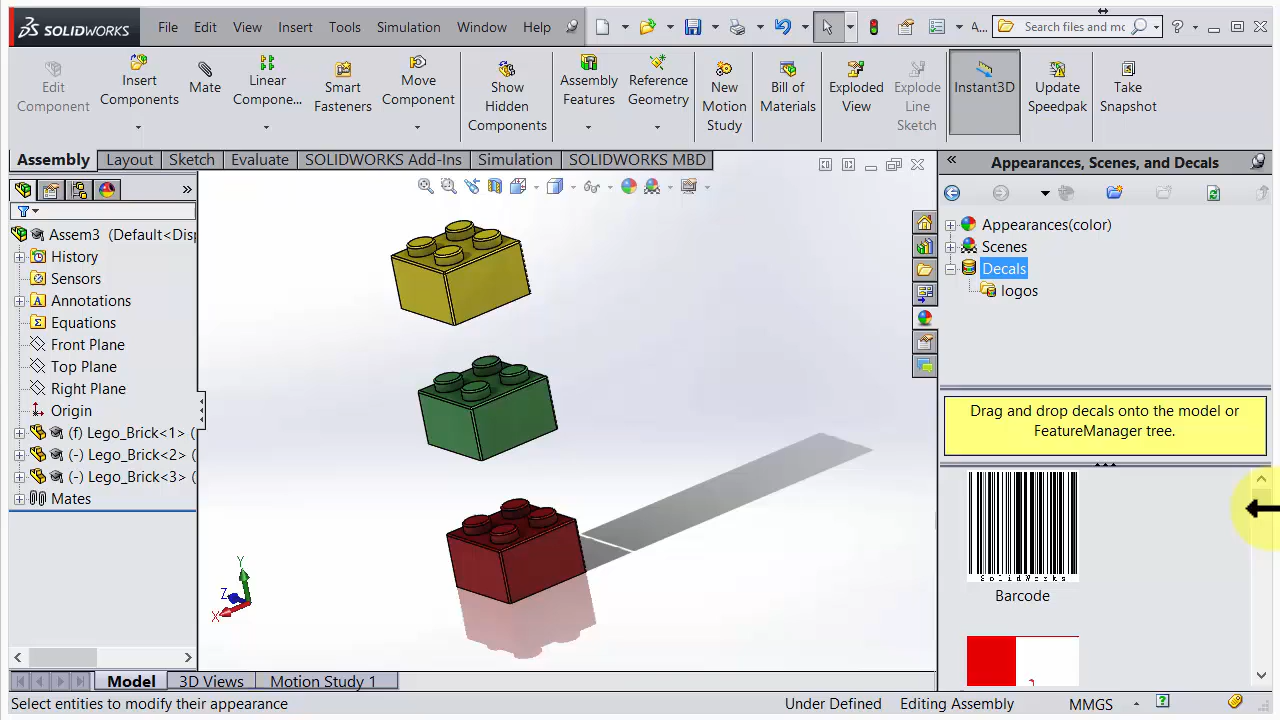 SOLIDWORKS File Edit View Insert Tools Simulation Window Help A... Search files and mc ?
Edit Component
Insert Components
Mate
Linear Compone...
Smart Fasteners
Move Component
Show Hidden Components
Assembly Features
Reference Geometry
New Motion Study
Bill of Materials
Exploded View
Explode Line Sketch
Instant3D
Update Speedpak
Take Snapshot
Assembly Layout Sketch Evaluate SOLIDWORKS Add-Ins Simulation SOLIDWORKS MBD
Assem3 (Default<Disp
History
Sensors
Annotations
Equations
Front Plane
Top Plane
Right Plane
Origin
(f) Lego_Brick<1> (
(-) Lego_Brick<2> (
(-) Lego_Brick<3> (
Mates
Y
Z
X
Appearances, Scenes, and Decals
Appearances(color)
Scenes
Decals
logos
Drag and drop decals onto the model or
FeatureManager tree.
SolidWorks
Barcode
Model 3D Views Motion Study 1
Select entities to modify their appearance Under Defined Editing Assembly MMGS